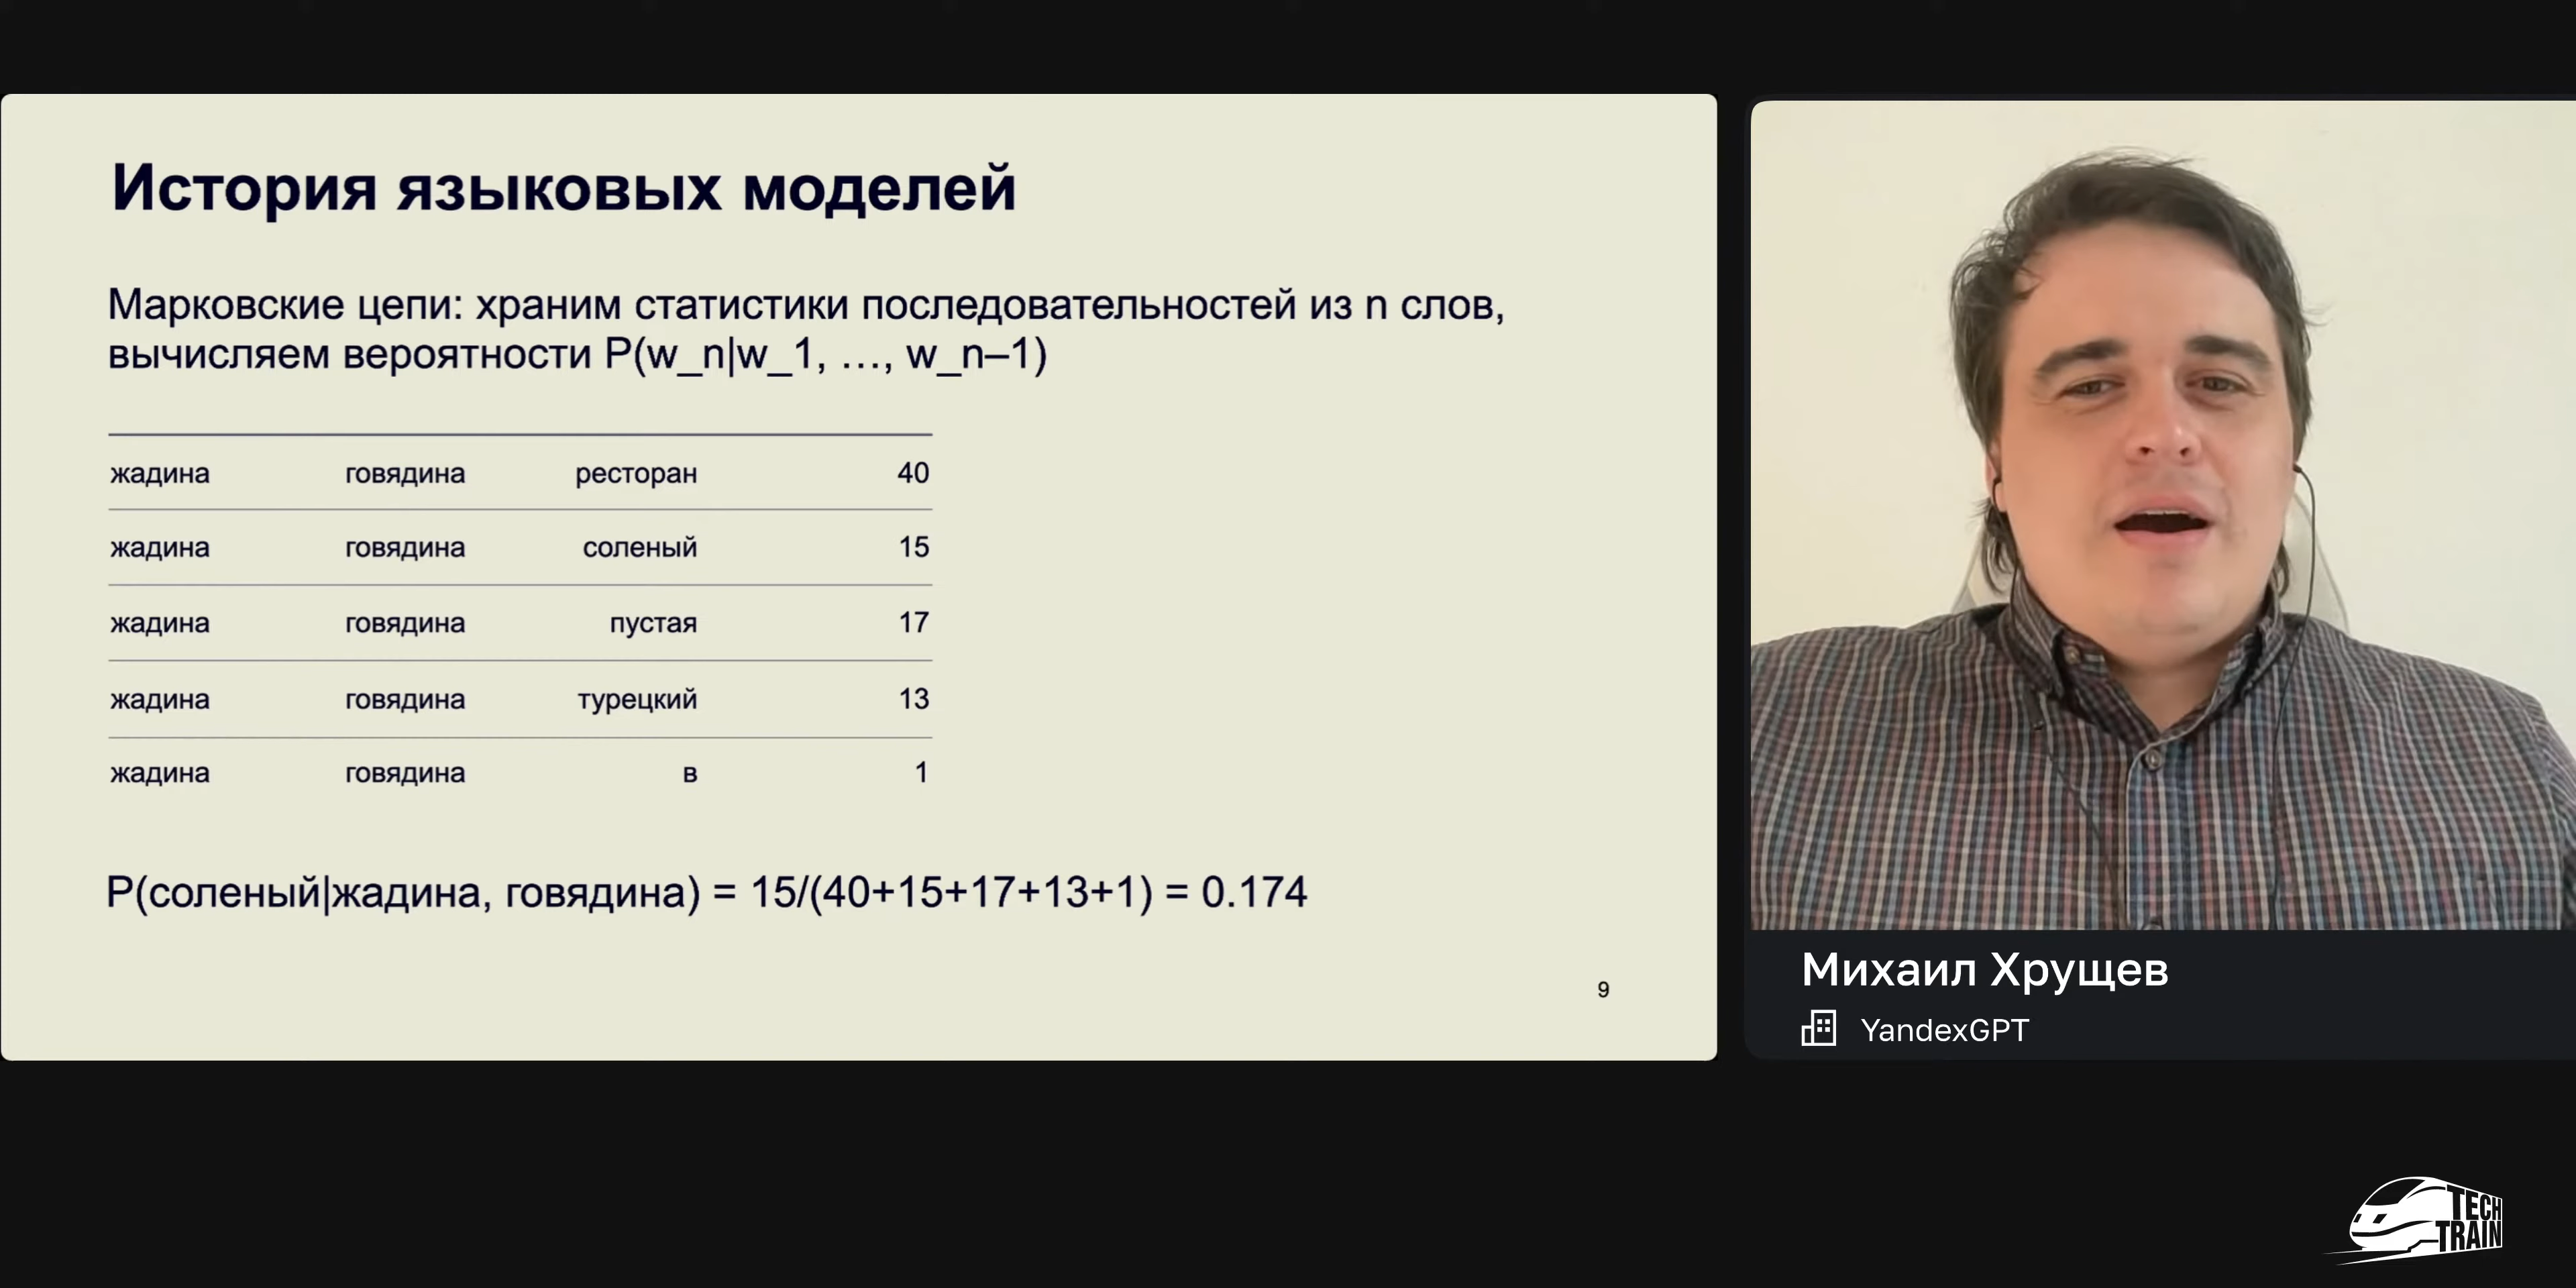 История языковых моделей
Марковские цепи: храним статистики последовательностей из n слов,
вычисляем вероятности P(w_n|w_1, …, w_n–1)
жадина говядина ресторан 40
жадина говядина соленый 15
жадина говядина пустая 17
жадина говядина турецкий 13
жадина говядина в 1
P(соленый|жадина, говядина) = 15/(40+15+17+13+1) = 0.174
9
Михаил Хрущев
YandexGPT
TECH
TRAIN